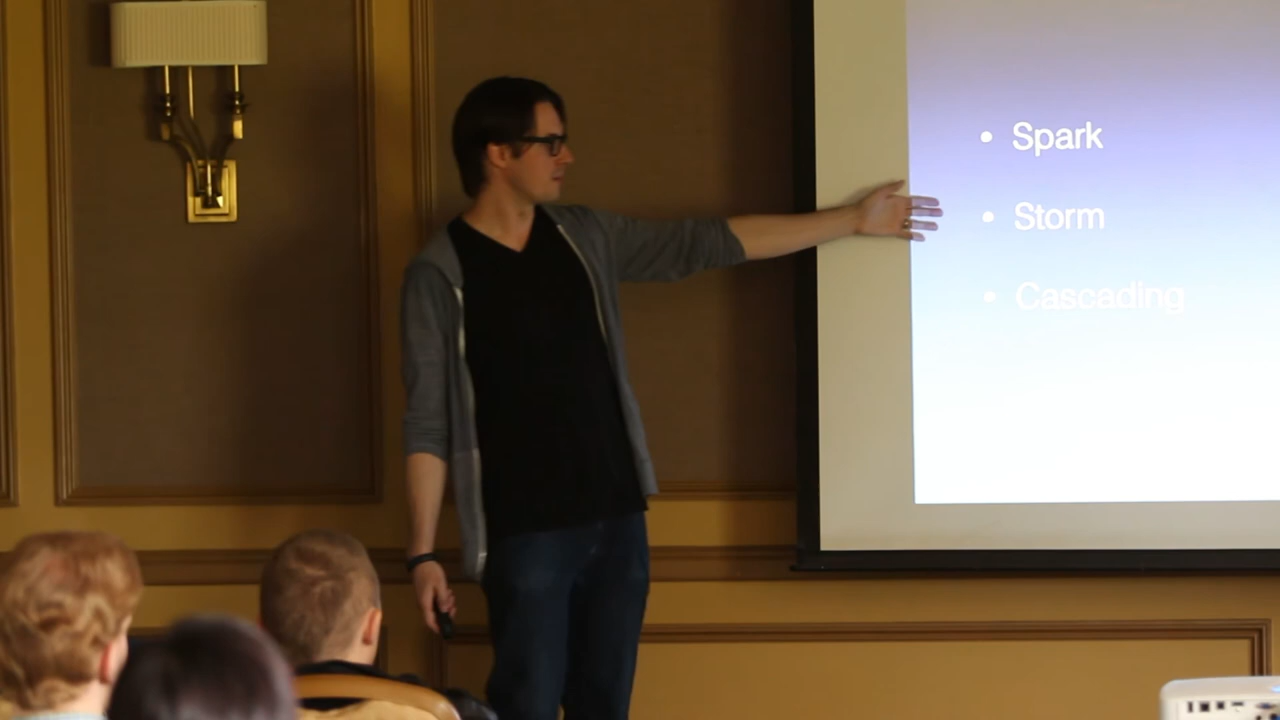 • Spark
• Storm
• Cascading